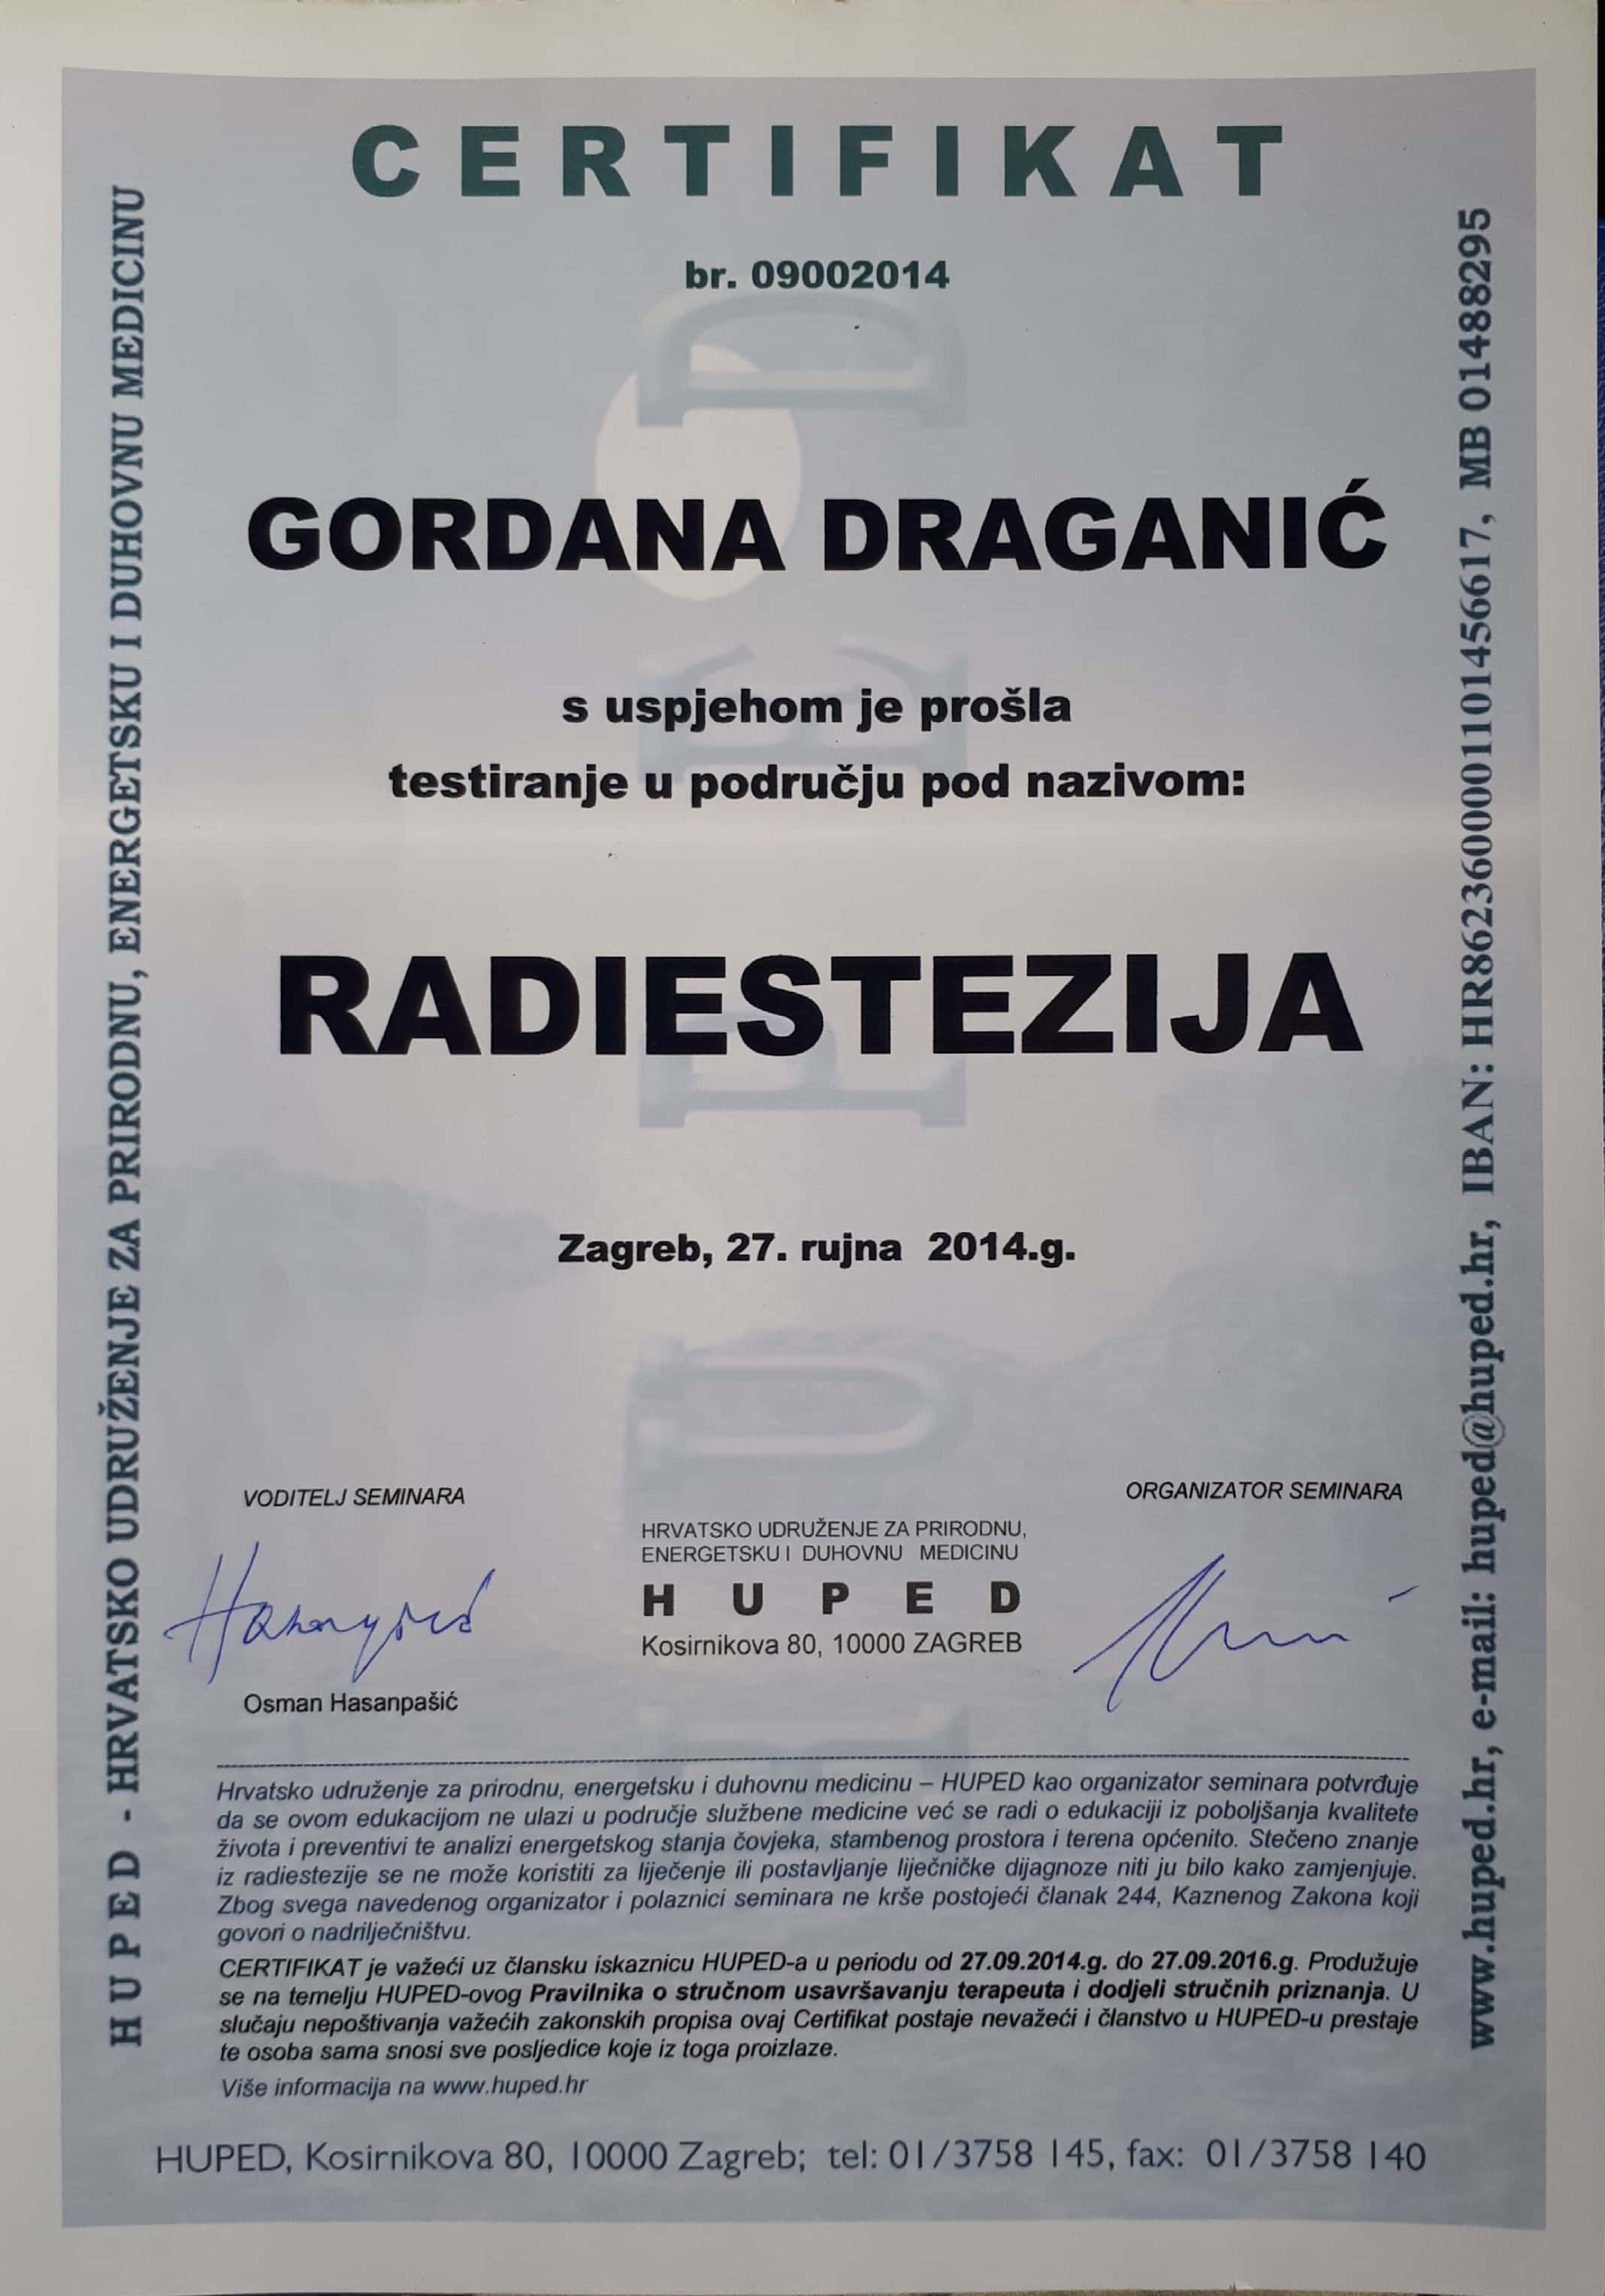 CERTIFIKAT
br. 09002014
GORDANA DRAGANIĆ
s uspjehom je prošla
testiranje u području pod nazivom:
RADIESTEZIJA
Zagreb, 27. rujna 2014.g.
VODITELJ SEMINARA
Osman Hasanpašić
HRVATSKO UDRUŽENJE ZA PRIRODNU,
ENERGETSKU I DUHOVNU MEDICINU
H U P E D
Kosirnikova 80, 10000 ZAGREB
ORGANIZATOR SEMINARA
Hrvatsko udruženje za prirodnu, energetsku i duhovnu medicinu – HUPED kao organizator seminara potvrđuje
da se ovom edukacijom ne ulazi u područje službene medicine već se radi o edukaciji iz poboljšanja kvalitete
života i preventivi te analizi energetskog stanja čovjeka, stambenog prostora i terena općenito. Stečeno znanje
iz radiestezije se ne može koristiti za liječenje ili postavljanje liječničke dijagnoze niti ju bilo kako zamjenjuje.
Zbog svega navedenog organizator i polaznici seminara ne krše postojeći članak 244, Kaznenog Zakona koji
govori o nadriliječništvu.
CERTIFIKAT je važeći uz člansku iskaznicu HUPED-a u periodu od 27.09.2014.g. do 27.09.2016.g. Produžuje
se na temelju HUPED-ovog Pravilnika o stručnom usavršavanju terapeuta i dodjeli stručnih priznanja. U
slučaju nepoštivanja važećih zakonskih propisa ovaj Certifikat postaje nevažeći i članstvo u HUPED-u prestaje
te osoba sama snosi sve posljedice koje iz toga proizlaze.
Više informacija na www.huped.hr
HUPED, Kosirnikova 80, 10000 Zagreb; tel: 01/3758 145, fax: 01/3758 140
H U P E D - HRVATSKO UDRUŽENJE ZA PRIRODNU, ENERGETSKU I DUHOVNU MEDICINU
www.huped.hr, e-mail: huped@huped.hr, IBAN: HR8623600001101456617, MB 01488295
HUPED